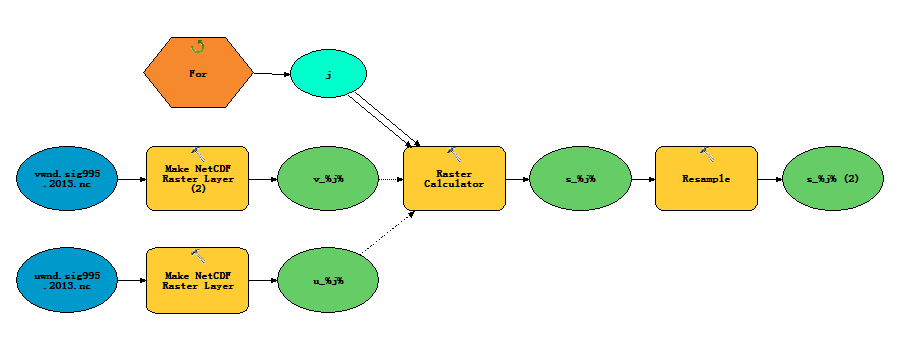 For
j
vwnd.sig995
.2013.nc
Make NetCDF
Raster Layer
(2)
v_%j%
Raster
Calculator
s_%j%
Resample
s_%j% (2)
uwnd.sig995
.2013.nc
Make NetCDF
Raster Layer
u_%j%